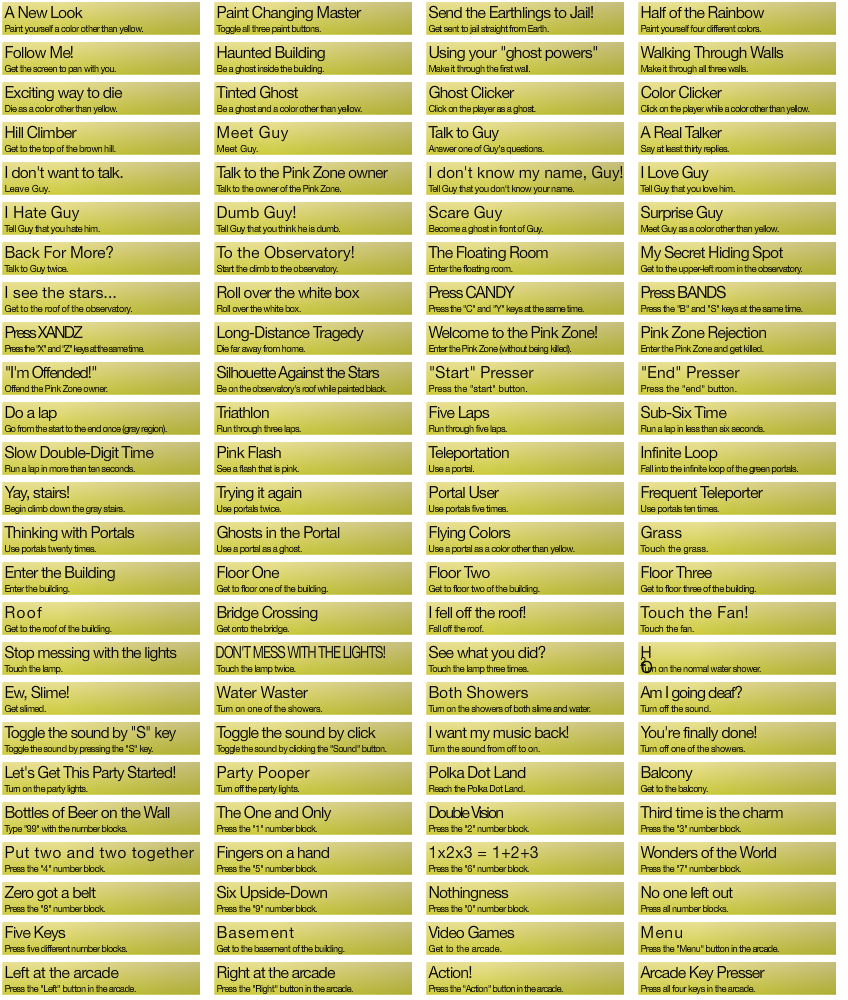 A New Look
Paint yourself a color other than yellow.
Paint Changing Master
Toggle all three paint buttons.
Send the Earthlings to Jail!
Get sent to jail straight from Earth.
Half of the Rainbow
Paint yourself four different colors.
Follow Me!
Get the screen to pan with you.
Haunted Building
Be a ghost inside the building.
Using your "ghost powers"
Make it through the first wall.
Walking Through Walls
Make it through all three walls.
Exciting way to die
Die as a color other than yellow.
Tinted Ghost
Be a ghost and a color other than yellow.
Ghost Clicker
Click on the player as a ghost.
Color Clicker
Click on the player while a color other than yellow.
Hill Climber
Get to the top of the brown hill.
Meet Guy
Meet Guy.
Talk to Guy
Answer one of Guy's questions.
A Real Talker
Say at least thirty replies.
I don't want to talk.
Leave Guy.
Talk to the Pink Zone owner
Talk to the owner of the Pink Zone.
I don't know my name, Guy!
Tell Guy that you don't know your name.
I Love Guy
Tell Guy that you love him.
I Hate Guy
Tell Guy that you hate him.
Dumb Guy!
Tell Guy that you think he is dumb.
Scare Guy
Become a ghost in front of Guy.
Surprise Guy
Meet Guy as a color other than yellow.
Back For More?
Talk to Guy twice.
To the Observatory!
Start the climb to the observatory.
The Floating Room
Enter the floating room.
My Secret Hiding Spot
Get to the upper-left room in the observatory.
I see the stars...
Get to the roof of the observatory.
Roll over the white box
Roll over the white box.
Press CANDY
Press the "C" and "Y" keys at the same time.
Press BANDS
Press the "B" and "S" keys at the same time.
Press XANDZ
Press the "X" and "Z" keys at the same time.
Long-Distance Tragedy
Die far away from home.
Welcome to the Pink Zone!
Enter the Pink Zone (without being killed).
Pink Zone Rejection
Enter the Pink Zone and get killed.
"I'm Offended!"
Offend the Pink Zone owner.
Silhouette Against the Stars
Be on the observatory's roof while painted black.
"Start" Presser
Press the "start" button.
"End" Presser
Press the "end" button.
Do a lap
Go from the start to the end once (gray region).
Triathlon
Run through three laps.
Five Laps
Run through five laps.
Sub-Six Time
Run a lap in less than six seconds.
Slow Double-Digit Time
Run a lap in more than ten seconds.
Pink Flash
See a flash that is pink.
Teleportation
Use a portal.
Infinite Loop
Fall into the infinite loop of the green portals.
Yay, stairs!
Begin climb down the gray stairs.
Trying it again
Use portals twice.
Portal User
Use portals five times.
Frequent Teleporter
Use portals ten times.
Thinking with Portals
Use portals twenty times.
Ghosts in the Portal
Use a portal as a ghost.
Flying Colors
Use a portal as a color other than yellow.
Grass
Touch the grass.
Enter the Building
Enter the building.
Floor One
Get to floor one of the building.
Floor Two
Get to floor two of the building.
Floor Three
Get to floor three of the building.
Roof
Get to the roof of the building.
Bridge Crossing
Get onto the bridge.
I fell off the roof!
Fall off the roof.
Touch the Fan!
Touch the fan.
Stop messing with the lights
Touch the lamp.
DON'T MESS WITH THE LIGHTS!
Touch the lamp twice.
See what you did?
Touch the lamp three times.
H
O
Turn on the normal water shower.
Ew, Slime!
Get slimed.
Water Waster
Turn on one of the showers.
Both Showers
Turn on the showers of both slime and water.
Am I going deaf?
Turn off the sound.
Toggle the sound by "S" key
Toggle the sound by pressing the "S" key.
Toggle the sound by click
Toggle the sound by clicking the "Sound" button.
I want my music back!
Turn the sound from off to on.
You're finally done!
Turn off one of the showers.
Let's Get This Party Started!
Turn on the party lights.
Party Pooper
Turn off the party lights.
Polka Dot Land
Reach the Polka Dot Land.
Balcony
Get to the balcony.
Bottles of Beer on the Wall
Type "99" with the number blocks.
The One and Only
Press the "1" number block.
Double Vision
Press the "2" number block.
Third time is the charm
Press the "3" number block.
Put two and two together
Press the "4" number block.
Fingers on a hand
Press the "5" number block.
1x2x3 = 1+2+3
Press the "6" number block.
Wonders of the World
Press the "7" number block.
Zero got a belt
Press the "8" number block.
Six Upside-Down
Press the "9" number block.
Nothingness
Press the "0" number block.
No one left out
Press all number blocks.
Five Keys
Press five different number blocks.
Basement
Get to the basement of the building.
Video Games
Get to the arcade.
Menu
Press the "Menu" button in the arcade.
Left at the arcade
Press the "Left" button in the arcade.
Right at the arcade
Press the "Right" button in the arcade.
Action!
Press the "Action" button in the arcade.
Arcade Key Presser
Press all four keys in the arcade.